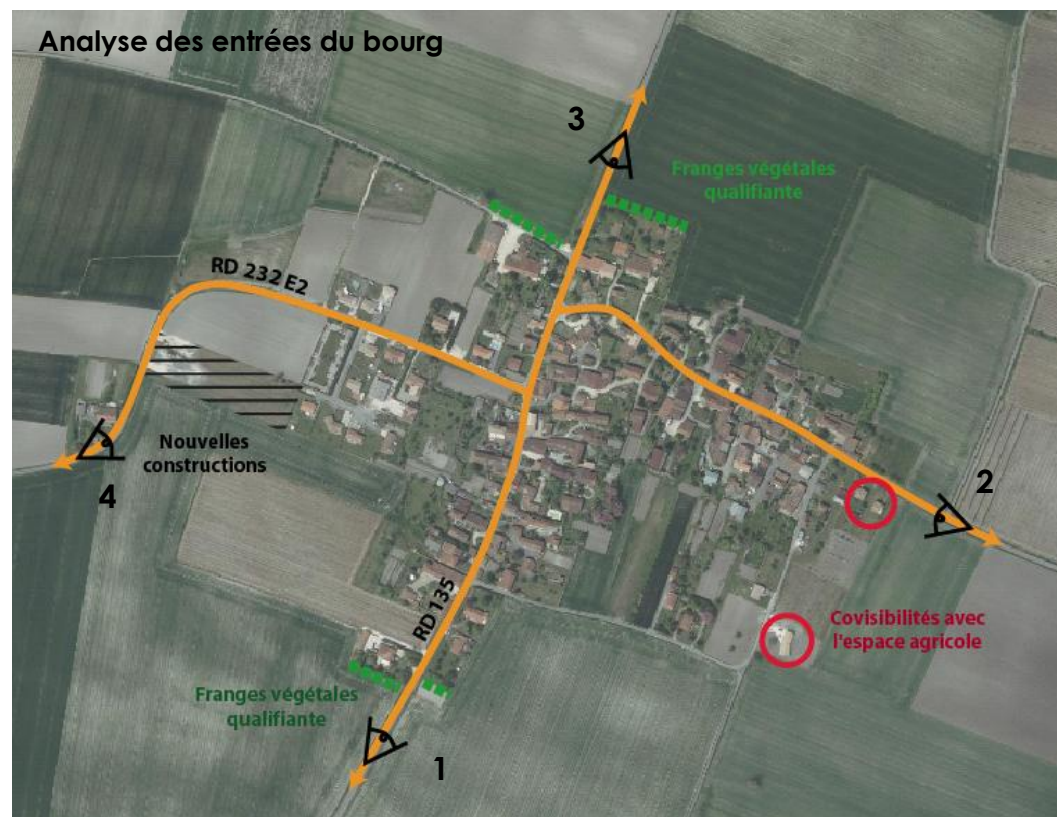 Analyse des entrées du bourg
3
Franges végétales
qualifiante
RD 232 E2
Nouvelles
constructions
4
2
RD 135
Covisibilités avec
l'espace agricole
Franges végétales
qualifiante
1